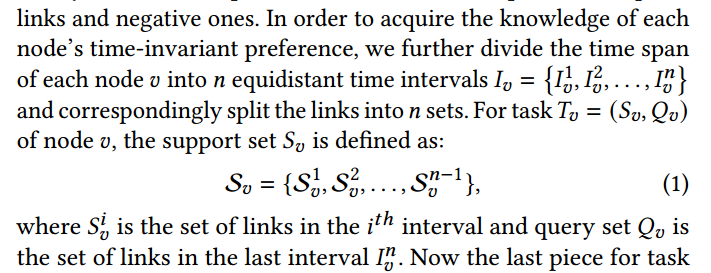 links and negative ones. In order to acquire the knowledge of each
node's time-invariant preference, we further divide the time span
of each node v into n equidistant time intervals I_v = {I_v^1, I_v^2, . . . , I_v^n}
and correspondingly split the links into n sets. For task T_v = (S_v, Q_v)
of node v, the support set S_v is defined as:
S_v = {S_v^1, S_v^2, . . . , S_v^{n−1}}, (1)
where S_v^i is the set of links in the i^{th} interval and query set Q_v is
the set of links in the last interval I_v^n. Now the last piece for task